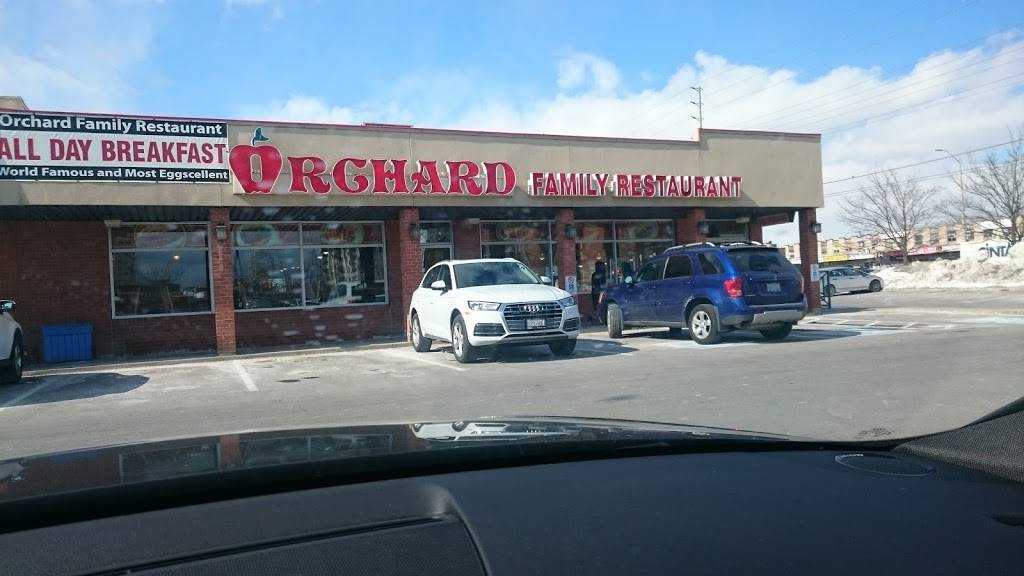 Orchard Family Restaurant
ALL DAY BREAKFAST
World Famous and Most Eggscellent
ORCHARD FAMILY RESTAURANT